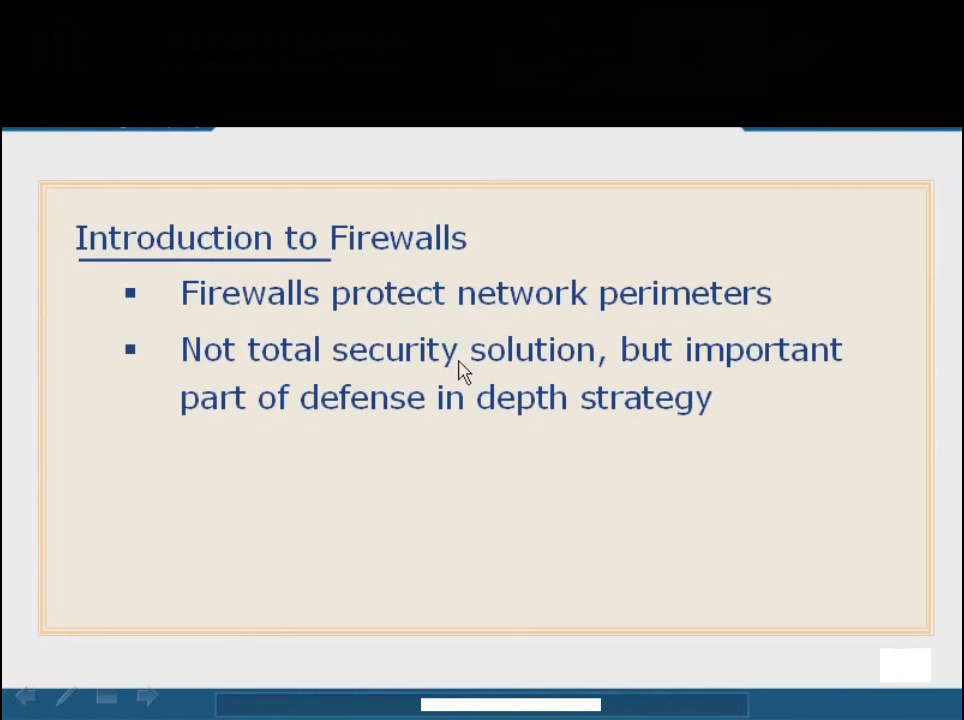 Introduction to Firewalls
▪ Firewalls protect network perimeters
▪ Not total security solution, but important
part of defense in depth strategy